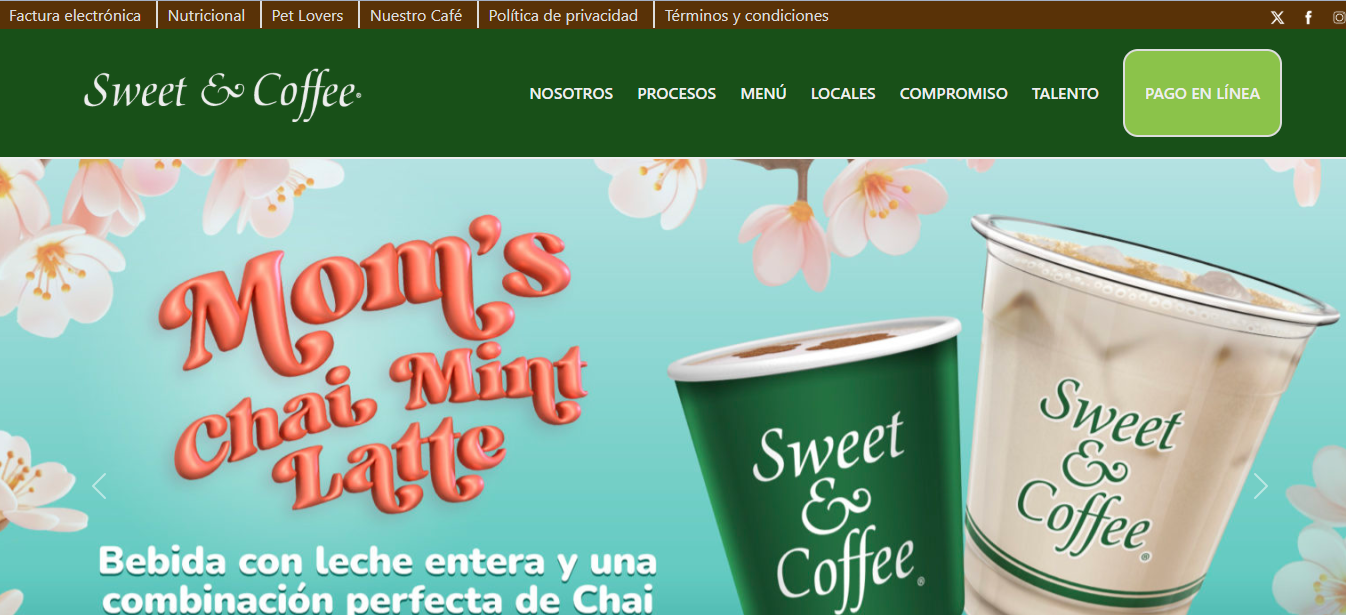 Factura electrónica Nutricional Pet Lovers Nuestro Café Política de privacidad Términos y condiciones
Sweet & Coffee®
NOSOTROS PROCESOS MENÚ LOCALES COMPROMISO TALENTO PAGO EN LÍNEA
Mom's
Chai Mint
Latte
Bebida con leche entera y una
combinación perfecta de Chai
Sweet
&
Coffee®
Sweet
&
Coffee®